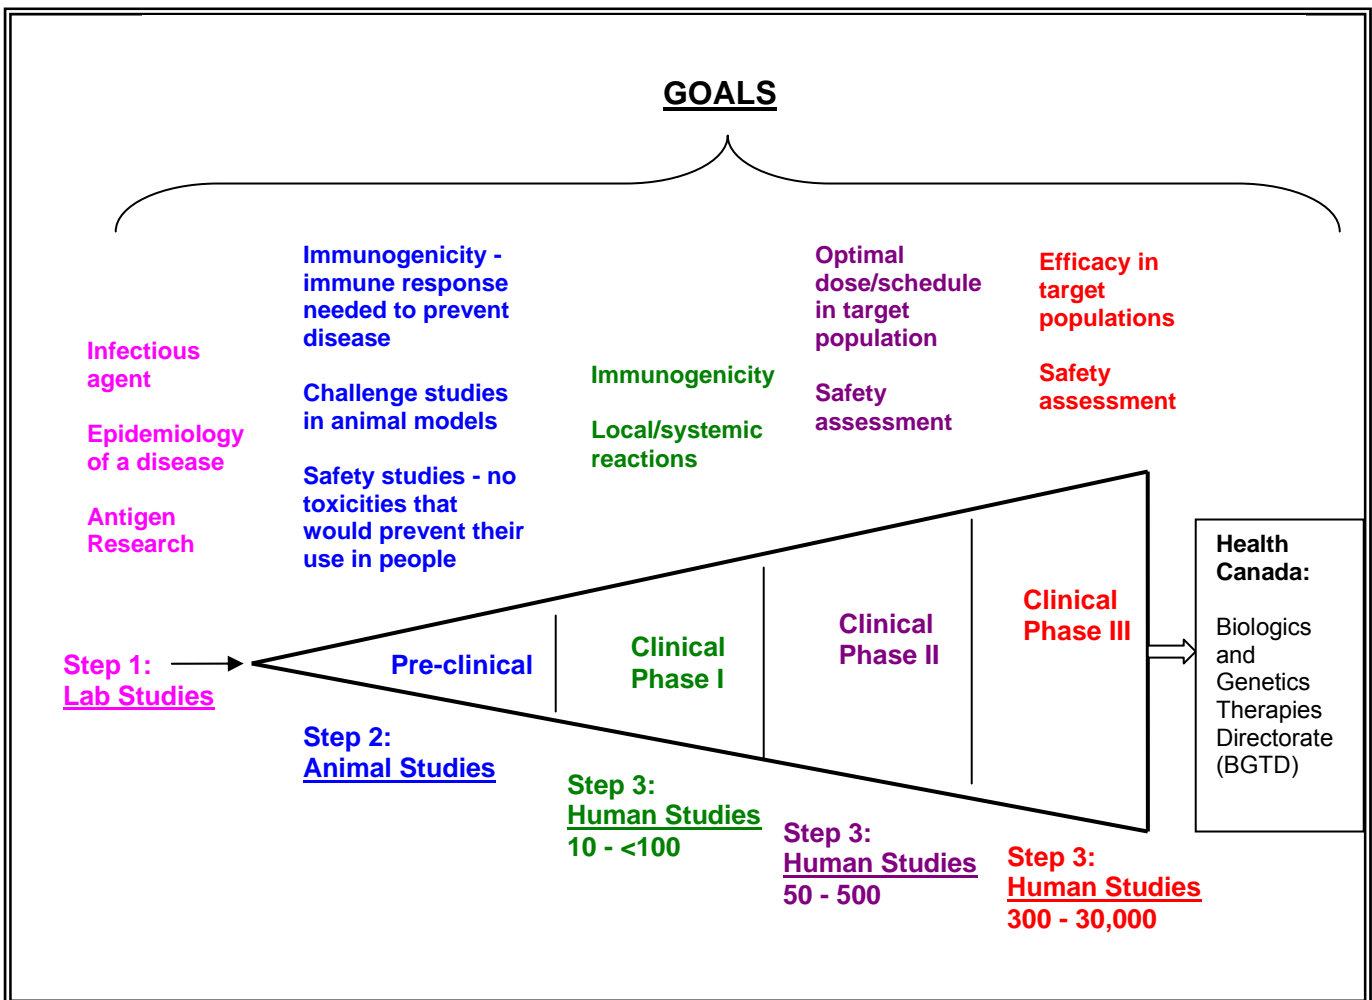 GOALS
Infectious
agent
Epidemiology
of a disease
Antigen
Research
Immunogenicity -
immune response
needed to prevent
disease
Challenge studies
in animal models
Safety studies - no
toxicities that
would prevent their
use in people
Immunogenicity
Local/systemic
reactions
Optimal
dose/schedule
in target
population
Safety
assessment
Efficacy in
target
populations
Safety
assessment
Step 1:
Lab Studies
Pre-clinical
Clinical
Phase I
Clinical
Phase II
Clinical
Phase III
Step 2:
Animal Studies
Step 3:
Human Studies
10 - <100
Step 3:
Human Studies
50 - 500
Step 3:
Human Studies
300 - 30,000
Health
Canada:
Biologics
and
Genetics
Therapies
Directorate
(BGTD)